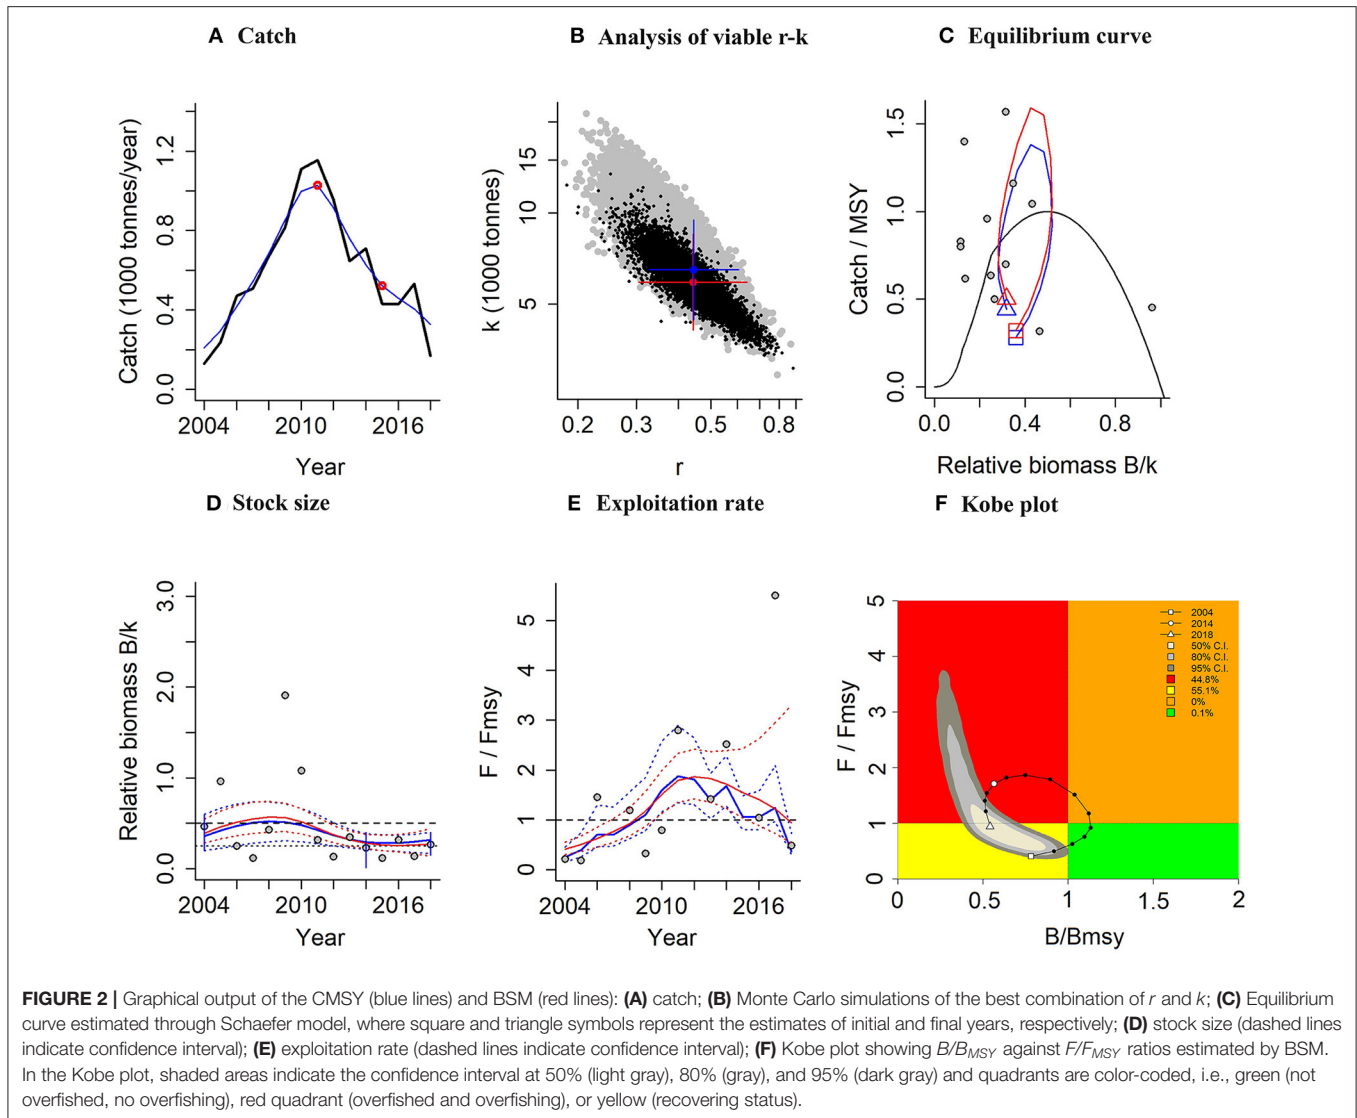 A Catch
B Analysis of viable r-k
C Equilibrium curve
Catch (1000 tonnes/year)
0.0 0.4 0.8 1.2
2004 2010 2016
Year
k (1000 tonnes)
5 10 15
0.2 0.3 0.5 0.8
r
Catch / MSY
0.0 0.5 1.0 1.5
0.0 0.4 0.8
Relative biomass B/k
D Stock size
E Exploitation rate
F Kobe plot
Relative biomass B/k
0.0 1.0 2.0 3.0
2004 2010 2016
Year
F / Fmsy
0 1 2 3 4 5
2004 2010 2016
Year
F / Fmsy
0 1 2 3 4 5
2004
2014
2018
50% C.I.
80% C.I.
95% C.I.
44.8%
55.1%
0%
0.1%
0 0.5 1 1.5 2
B/Bmsy
FIGURE 2 | Graphical output of the CMSY (blue lines) and BSM (red lines): (A) catch; (B) Monte Carlo simulations of the best combination of r and k; (C) Equilibrium
curve estimated through Schaefer model, where square and triangle symbols represent the estimates of initial and final years, respectively; (D) stock size (dashed lines
indicate confidence interval); (E) exploitation rate (dashed lines indicate confidence interval); (F) Kobe plot showing B/BMSY against F/FMSY ratios estimated by BSM.
In the Kobe plot, shaded areas indicate the confidence interval at 50% (light gray), 80% (gray), and 95% (dark gray) and quadrants are color-coded, i.e., green (not
overfished, no overfishing), red quadrant (overfished and overfishing), or yellow (recovering status).